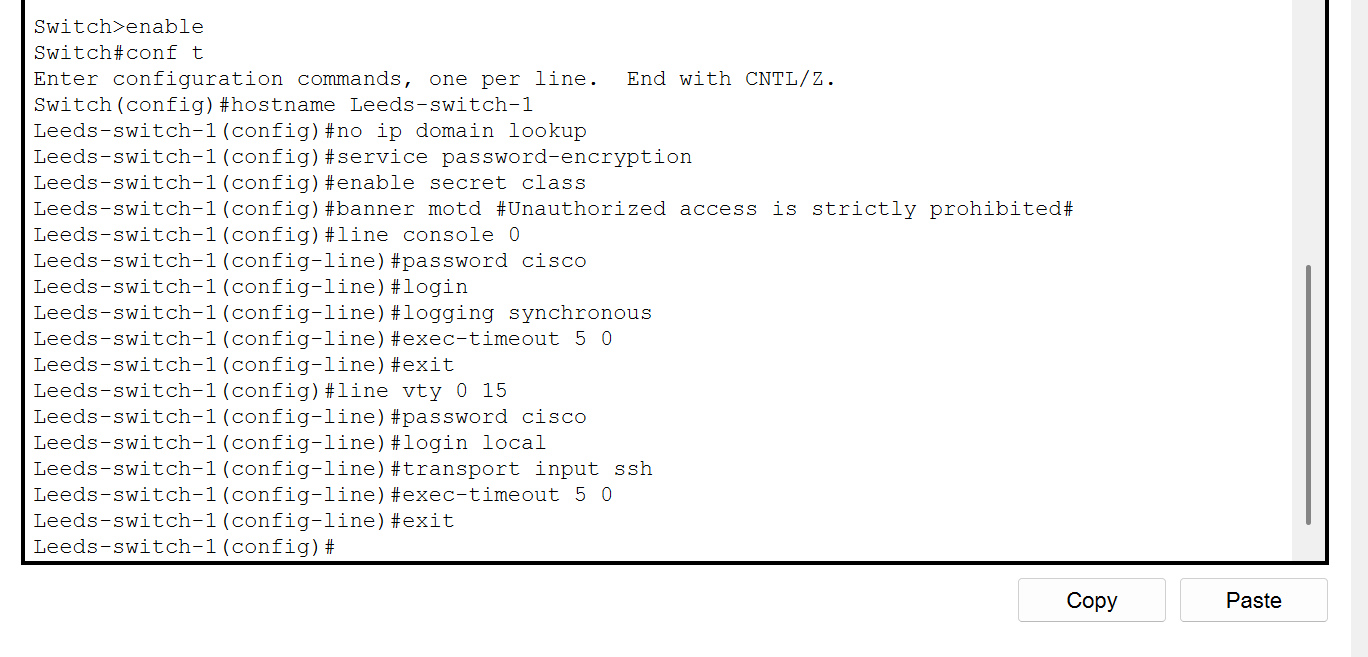 Switch>enable
Switch#conf t
Enter configuration commands, one per line.  End with CNTL/Z.
Switch(config)#hostname Leeds-switch-1
Leeds-switch-1(config)#no ip domain lookup
Leeds-switch-1(config)#service password-encryption
Leeds-switch-1(config)#enable secret class
Leeds-switch-1(config)#banner motd #Unauthorized access is strictly prohibited#
Leeds-switch-1(config)#line console 0
Leeds-switch-1(config-line)#password cisco
Leeds-switch-1(config-line)#login
Leeds-switch-1(config-line)#logging synchronous
Leeds-switch-1(config-line)#exec-timeout 5 0
Leeds-switch-1(config-line)#exit
Leeds-switch-1(config)#line vty 0 15
Leeds-switch-1(config-line)#password cisco
Leeds-switch-1(config-line)#login local
Leeds-switch-1(config-line)#transport input ssh
Leeds-switch-1(config-line)#exec-timeout 5 0
Leeds-switch-1(config-line)#exit
Leeds-switch-1(config)#
Copy
Paste